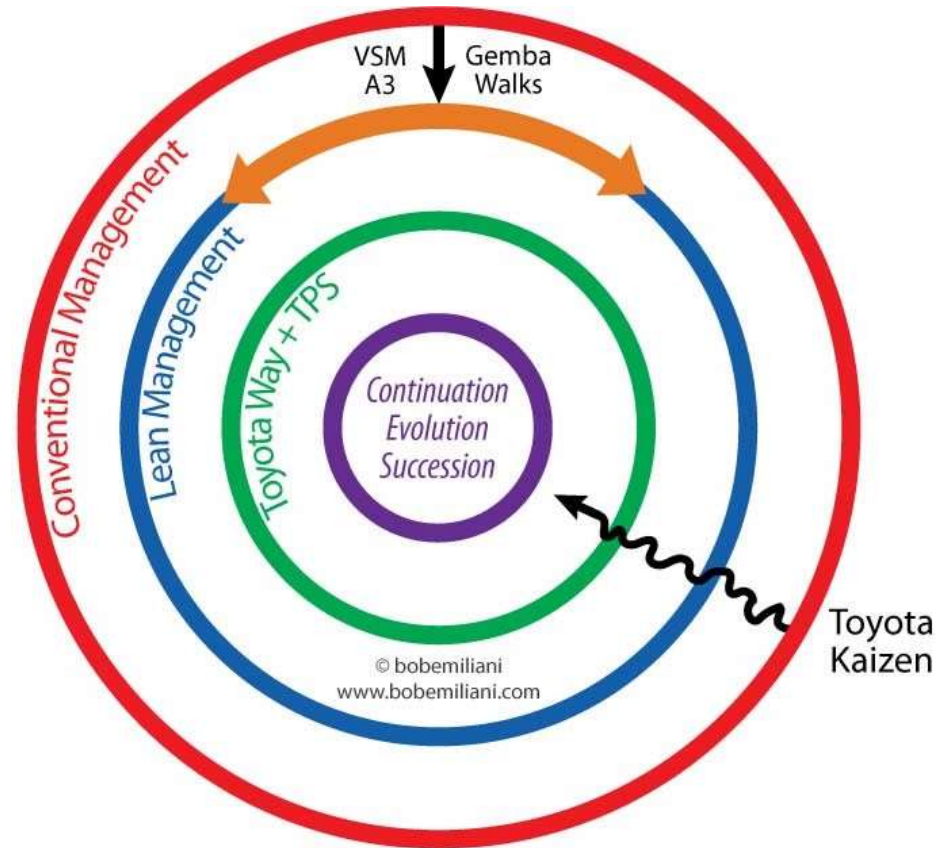 VSM
A3
Gemba
Walks
Conventional Management
Lean Management
Toyota Way + TPS
Continuation
Evolution
Succession
Toyota
Kaizen
© bobemiliani
www.bobemiliani.com